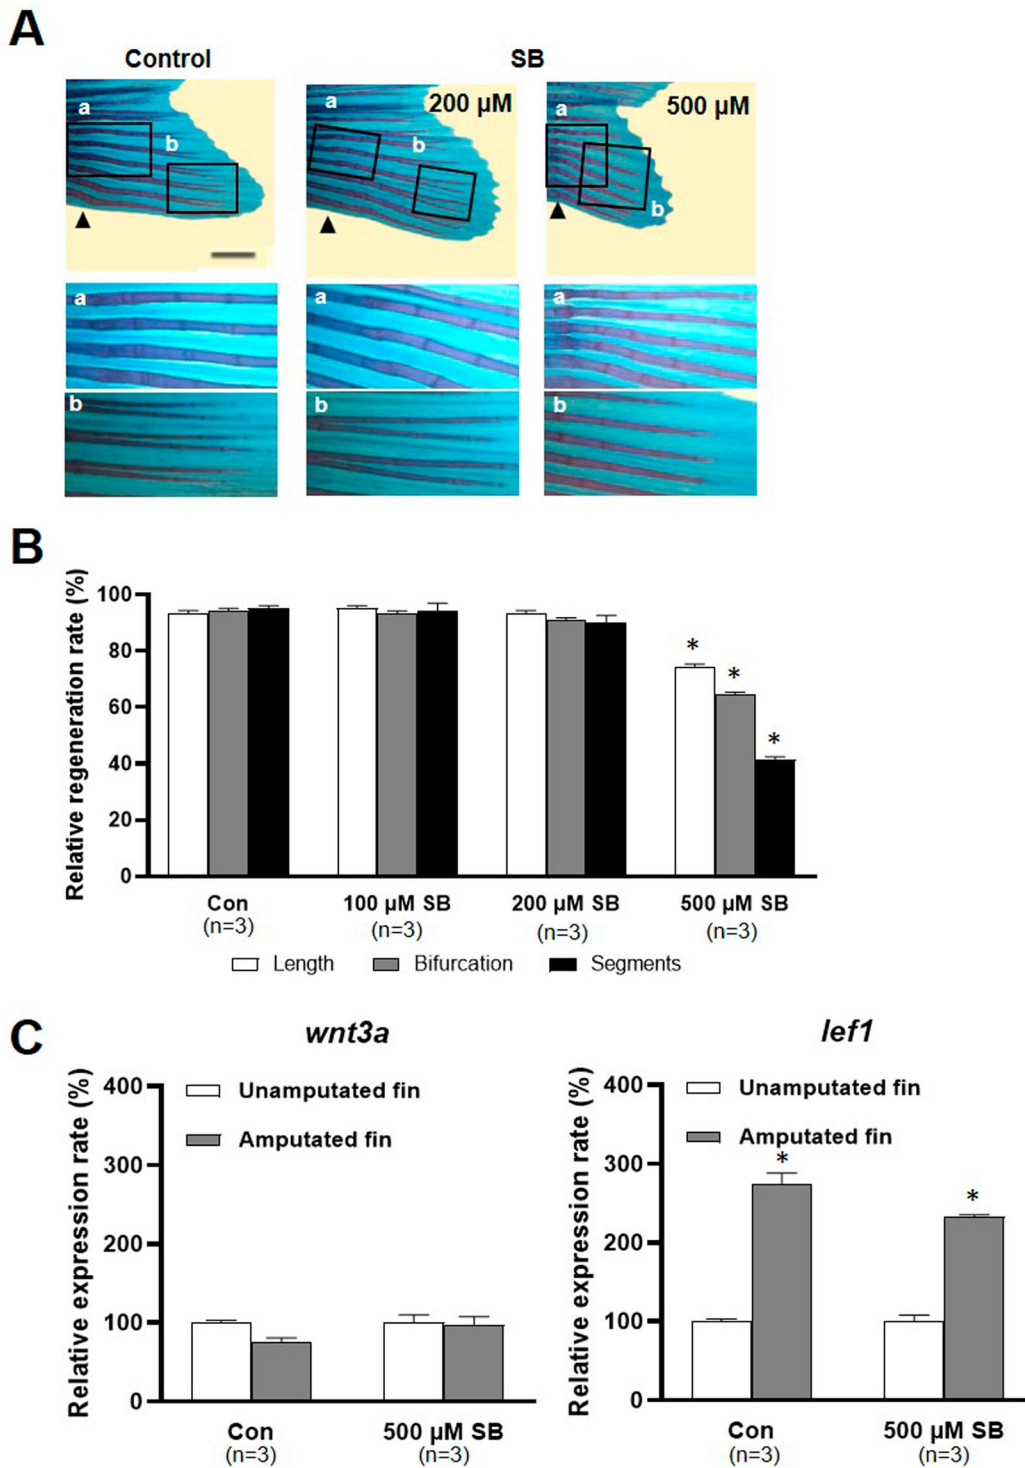 A
Control
SB
a
b
a
200 µM
b
a
500 µM
b
a
a
a
b
b
b
B
Relative regeneration rate (%)
100
80
60
40
20
0
*
*
*
Con
100 µM SB
200 µM SB
500 µM SB
(n=3)
(n=3)
(n=3)
(n=3)
Length
Bifurcation
Segments
C
wnt3a
Relative expression rate (%)
400
300
200
100
0
Unamputated fin
Amputated fin
Con
500 µM SB
(n=3)
(n=3)
lef1
Relative expression rate (%)
400
300
200
100
0
Unamputated fin
Amputated fin
*
*
Con
500 µM SB
(n=3)
(n=3)